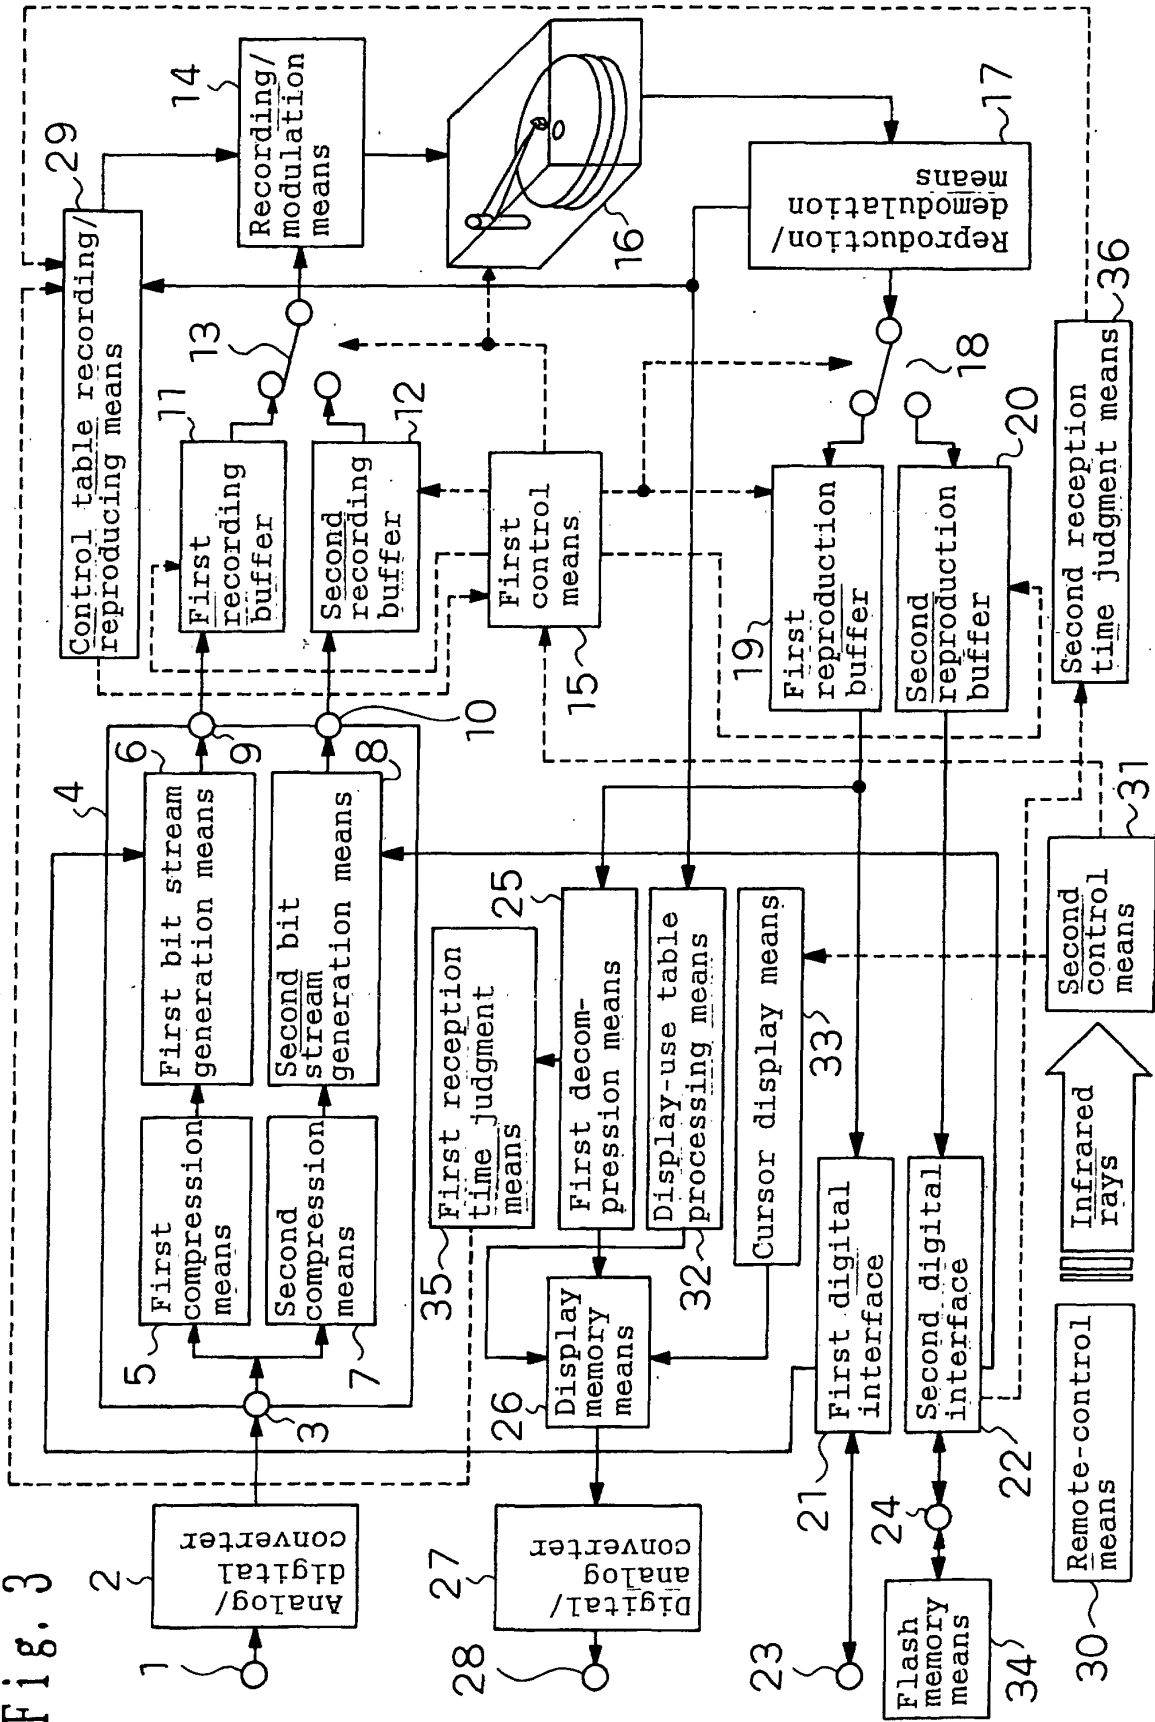 Fig. 3
1
2
Analog/
digital
converter
3
4
5
First
compression
means
6
First bit stream
generation means
7
Second
compression
means
8
Second bit
stream
generation means
9
10
11
First
recording
buffer
12
Second
recording
buffer
13
14
Recording/
modulation
means
29
Control table recording/
reproducing means
15
First
control
means
16
17
Reproduction/
demodulation
means
18
19
First
reproduction
buffer
20
Second
reproduction
buffer
35
First reception
time judgment
means
25
First decom-
pression means
32
Display-use table
processing means
33
Cursor display means
26
Display
memory
means
27
Digital/
analog
converter
28
21
First digital
interface
22
Second digital
interface
23
24
34
Flash
memory
means
30
Remote-control
means
Infrared
rays
31
Second
control
means
36
Second reception
time judgment means